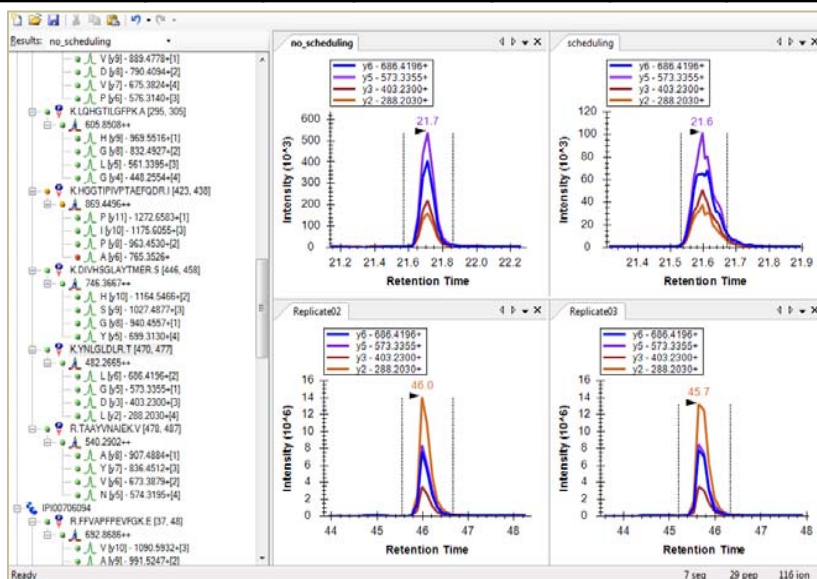 Results: no_scheduling
V [y9] - 889.4778+[1]
D [y8] - 790.4094+[2]
V [y7] - 675.3824+[4]
P [y6] - 576.3140+[3]
K.LQHGTILGFPK.A [295, 305]
605.8508++
H [y9] - 969.5516+[1]
G [y8] - 832.4927+[2]
L [y5] - 561.3395+[3]
G [y4] - 448.2554+[4]
K.HGGTIPIVPTAEFQDR.I [423, 438]
869.4496++
P [y11] - 1272.6583+[1]
I [y10] - 1175.6055+[3]
P [y8] - 963.4530+[2]
A [y6] - 765.3526+
K.DIVHSGLAYTMER.S [446, 458]
746.3667++
H [y10] - 1164.5466+[2]
S [y9] - 1027.4877+[3]
G [y8] - 940.4557+[1]
Y [y5] - 699.3130+[4]
K.YNLGLDLR.T [470, 477]
482.2665++
L [y6] - 686.4196+[2]
G [y5] - 573.3355+[1]
D [y3] - 403.2300+[3]
L [y2] - 288.2030+[4]
R.TAAYVNAIEK.V [478, 487]
540.2902++
A [y8] - 907.4884+[1]
Y [y7] - 836.4512+[3]
V [y6] - 673.3879+[2]
N [y5] - 574.3195+[4]
IPI00706094
R.FFVAPFPEVFGK.E [37, 48]
692.8686++
V [y10] - 1090.5932+[3]
A [y9] - 991.5247+[2]
no_scheduling
y6 - 686.4196+
y5 - 573.3355+
y3 - 403.2300+
y2 - 288.2030+
21.7
600
500
400
300
200
100
0
Intensity (10^3)
21.2 21.4 21.6 21.8 22.0 22.2
Retention Time
scheduling
y6 - 686.4196+
y5 - 573.3355+
y3 - 403.2300+
y2 - 288.2030+
21.6
120
100
80
60
40
20
0
Intensity (10^3)
21.4 21.5 21.6 21.7 21.8 21.9
Retention Time
Replicate02
y6 - 686.4196+
y5 - 573.3355+
y3 - 403.2300+
y2 - 288.2030+
46.0
16
14
12
10
8
6
4
2
0
Intensity (10^6)
44 45 46 47 48
Retention Time
Replicate03
y6 - 686.4196+
y5 - 573.3355+
y3 - 403.2300+
y2 - 288.2030+
45.7
16
14
12
10
8
6
4
2
0
Intensity (10^6)
44 45 46 47 48
Retention Time
Ready
7 seq 29 pep 116 ion